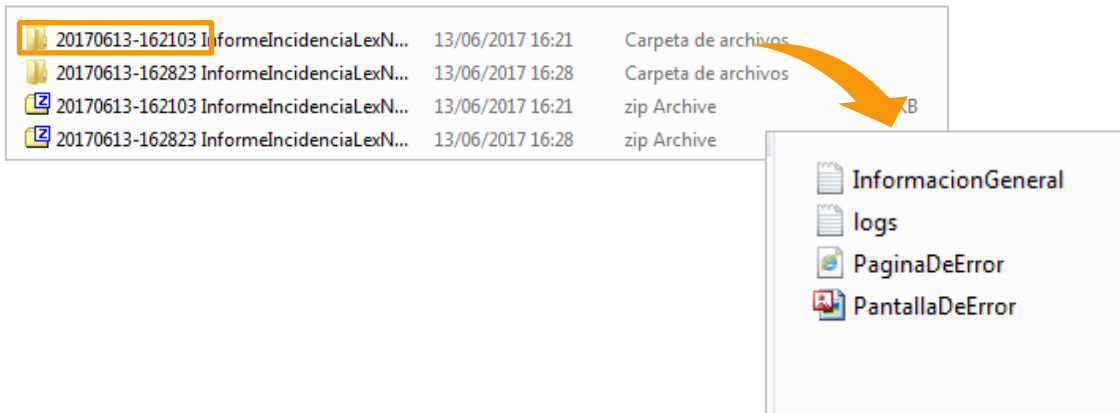 20170613-162103 InformeIncidenciaLexN... 13/06/2017 16:21 Carpeta de archivos
20170613-162823 InformeIncidenciaLexN... 13/06/2017 16:28 Carpeta de archivos
20170613-162103 InformeIncidenciaLexN... 13/06/2017 16:21 zip Archive KB
20170613-162823 InformeIncidenciaLexN... 13/06/2017 16:28 zip Archive
InformacionGeneral
logs
PaginaDeError
PantallaDeError